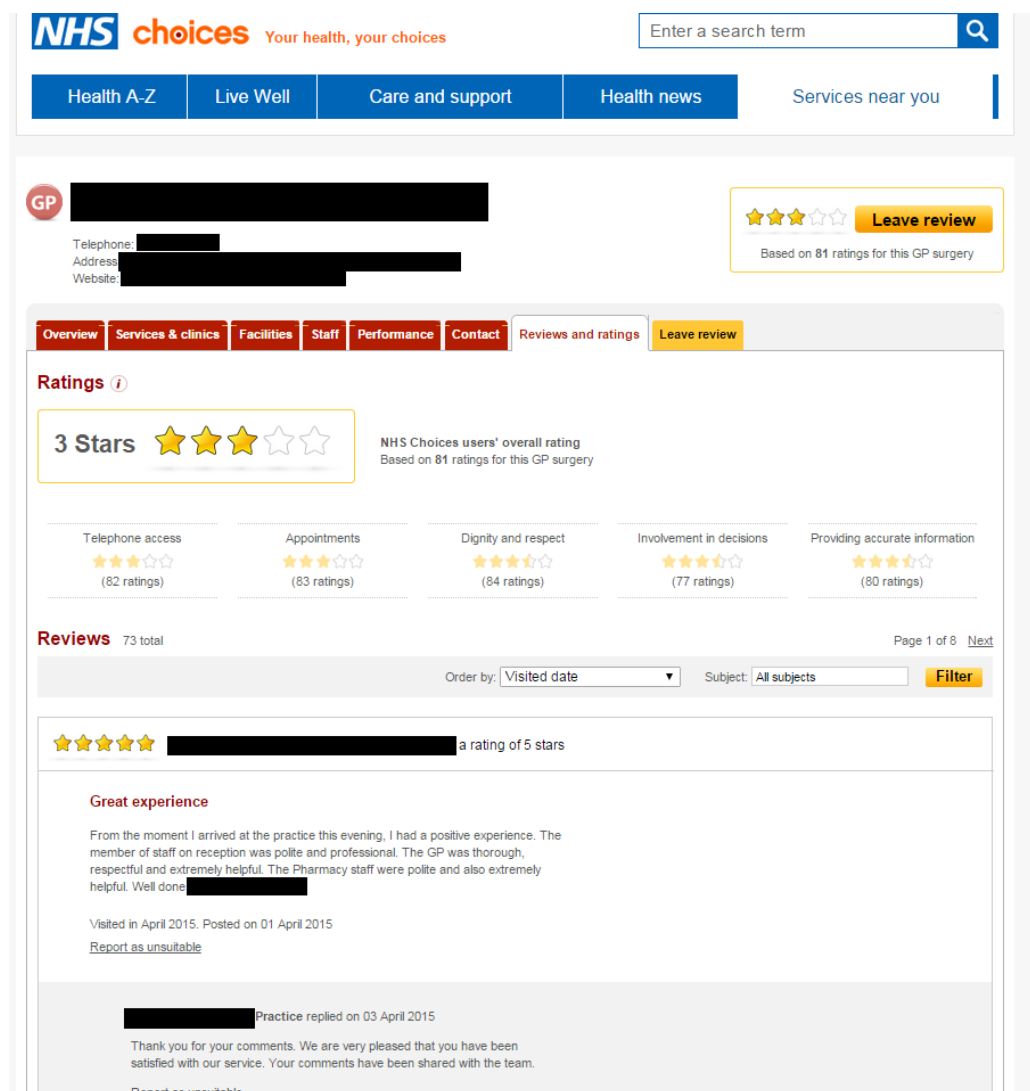 NHS choices Your health, your choices
Enter a search term
Health A-Z Live Well Care and support Health news Services near you
GP
Leave review
Telephone:
Based on 81 ratings for this GP surgery
Address
Website:
Overview Services & clinics Facilities Staff Performance Contact Reviews and ratings Leave review
Ratings i
3 Stars
NHS Choices users' overall rating
Based on 81 ratings for this GP surgery
Telephone access Appointments Dignity and respect Involvement in decisions Providing accurate information
(82 ratings) (83 ratings) (84 ratings) (77 ratings) (80 ratings)
Reviews 73 total Page 1 of 8 Next
Order by: Visited date Subject: All subjects Filter
a rating of 5 stars
Great experience
From the moment I arrived at the practice this evening, I had a positive experience. The
member of staff on reception was polite and professional. The GP was thorough,
respectful and extremely helpful. The Pharmacy staff were polite and also extremely
helpful. Well done
Visited in April 2015. Posted on 01 April 2015
Report as unsuitable
Practice replied on 03 April 2015
Thank you for your comments. We are very pleased that you have been
satisfied with our service. Your comments have been shared with the team.
Report as unsuitable